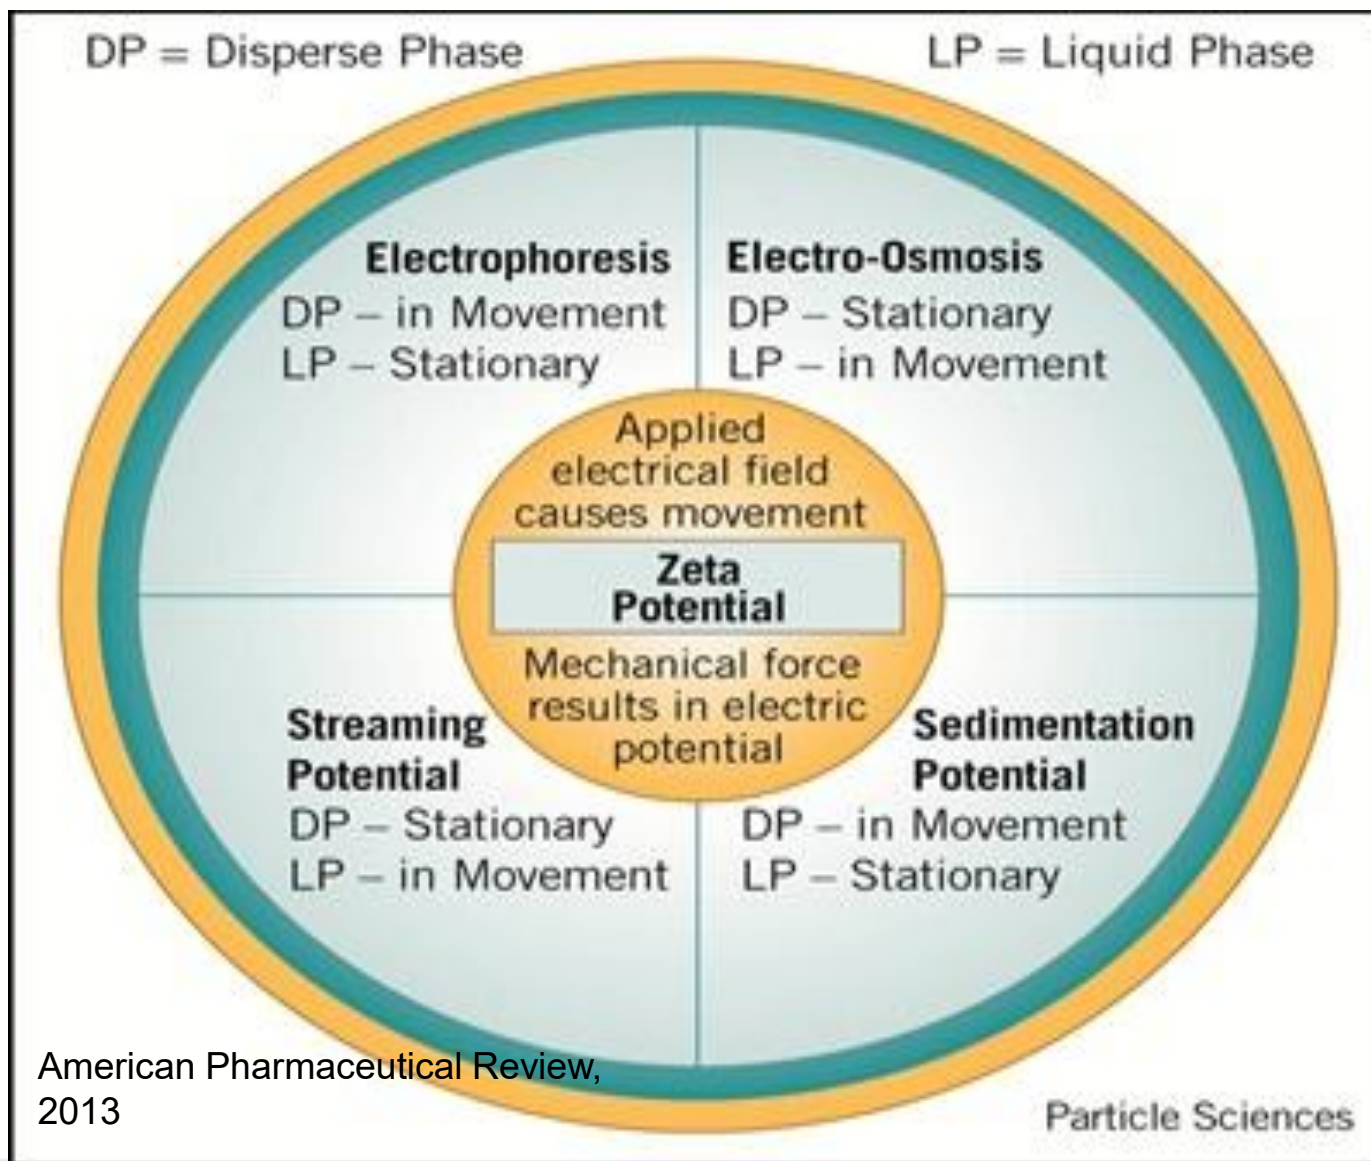 DP = Disperse Phase
LP = Liquid Phase
Electrophoresis
DP – in Movement
LP – Stationary
Electro-Osmosis
DP – Stationary
LP – in Movement
Applied
electrical field
causes movement
Zeta
Potential
Mechanical force
results in electric
potential
Streaming
Potential
DP – Stationary
LP – in Movement
Sedimentation
Potential
DP – in Movement
LP – Stationary
American Pharmaceutical Review,
2013
Particle Sciences